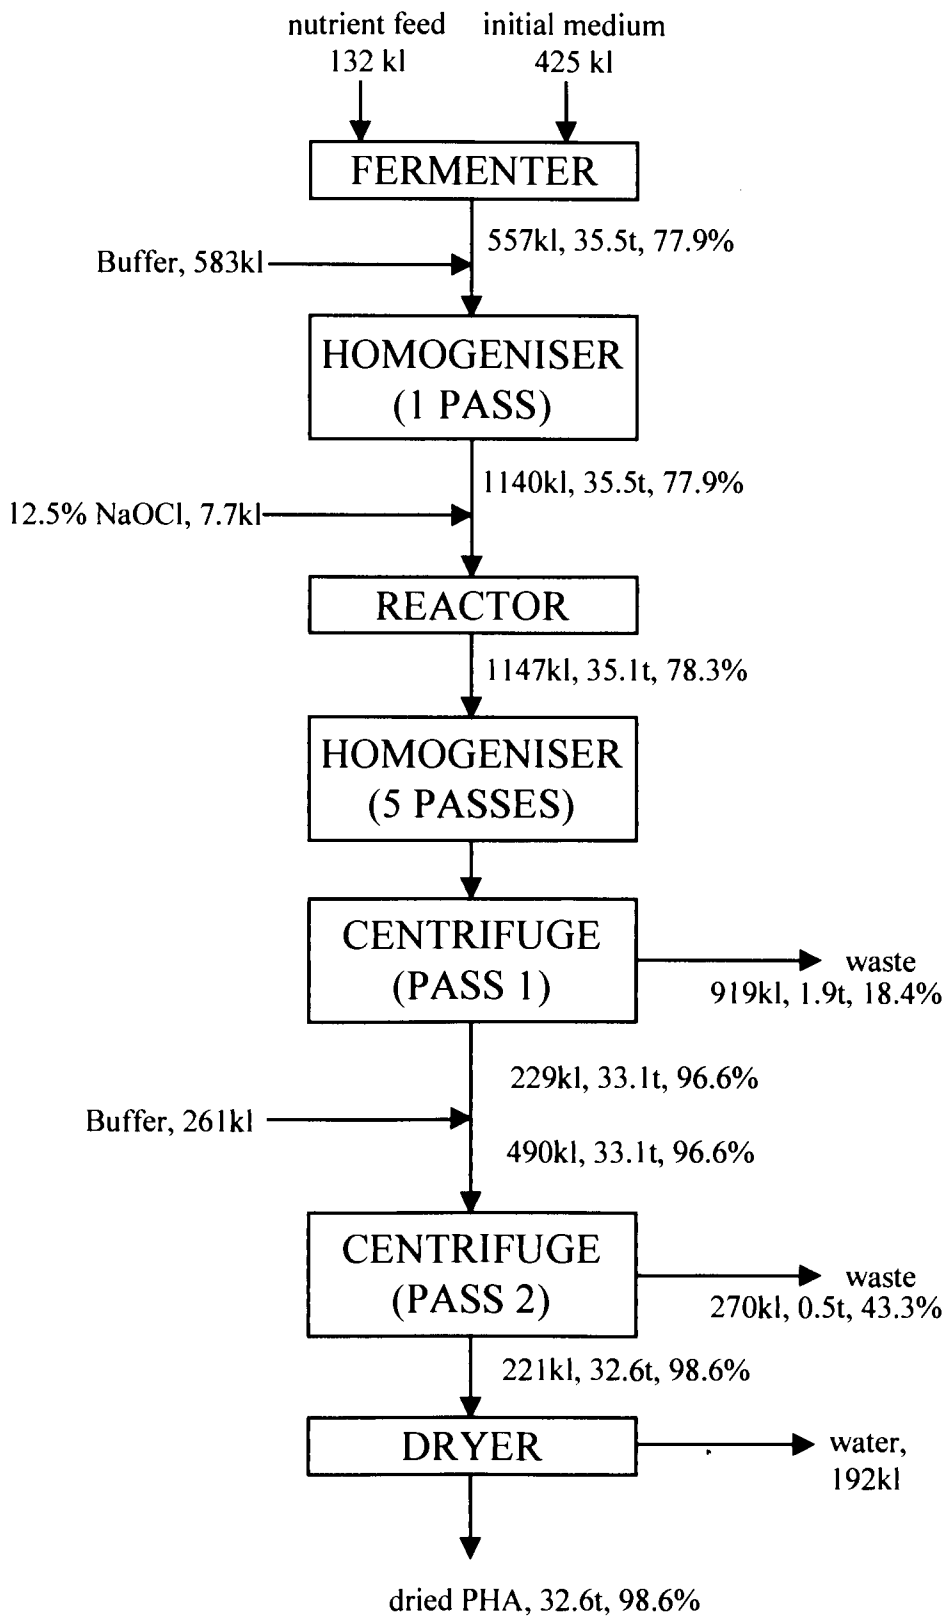 nutrient feed
132 kl
initial medium
425 kl
FERMENTER
557kl, 35.5t, 77.9%
Buffer, 583kl
HOMOGENISER
(1 PASS)
1140kl, 35.5t, 77.9%
12.5% NaOCl, 7.7kl
REACTOR
1147kl, 35.1t, 78.3%
HOMOGENISER
(5 PASSES)
CENTRIFUGE
(PASS 1)
waste
919kl, 1.9t, 18.4%
229kl, 33.1t, 96.6%
Buffer, 261kl
490kl, 33.1t, 96.6%
CENTRIFUGE
(PASS 2)
waste
270kl, 0.5t, 43.3%
221kl, 32.6t, 98.6%
DRYER
water,
192kl
dried PHA, 32.6t, 98.6%